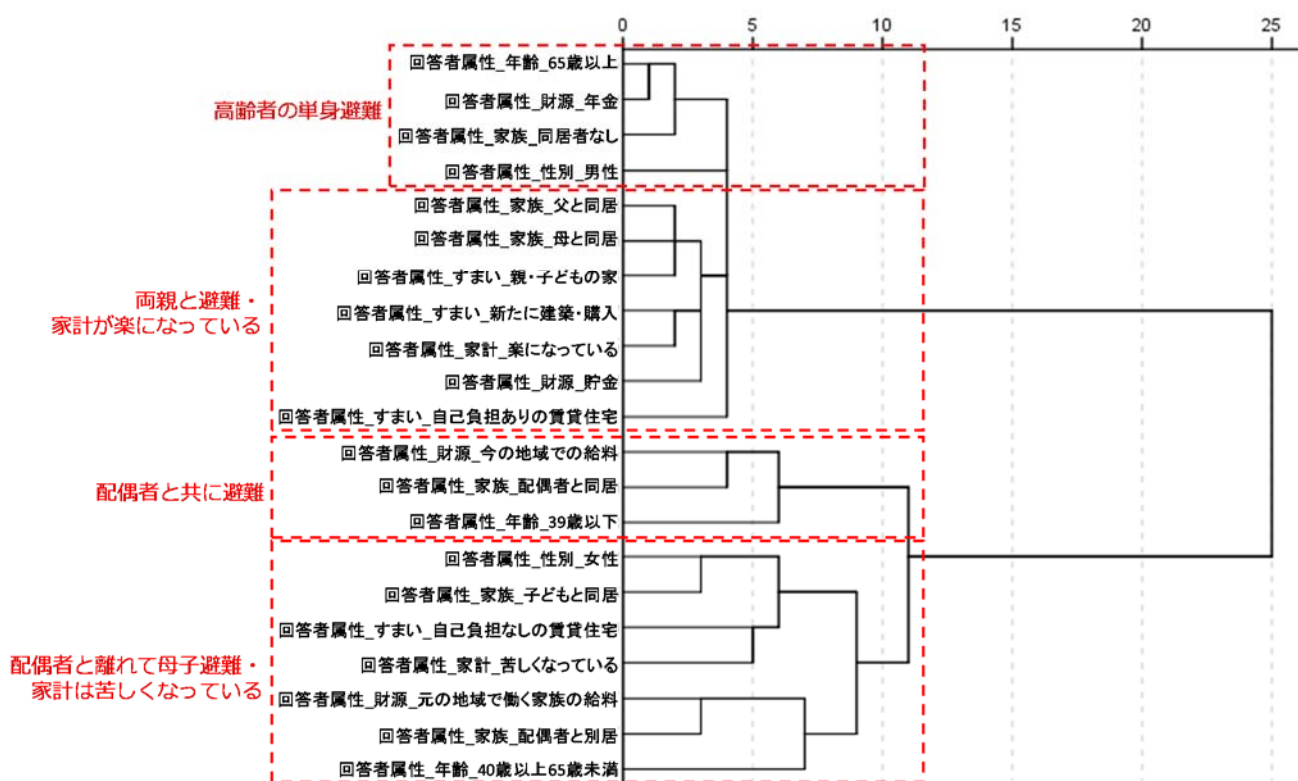 0 5 10 15 20 25
高齢者の単身避難
回答者属性_年齢_65歳以上
回答者属性_財源_年金
回答者属性_家族_同居者なし
回答者属性_性別_男性
両親と避難・
家計が楽になっている
回答者属性_家族_父と同居
回答者属性_家族_母と同居
回答者属性_すまい_親・子どもの家
回答者属性_すまい_新たに建築・購入
回答者属性_家計_楽になっている
回答者属性_財源_貯金
回答者属性_すまい_自己負担ありの賃貸住宅
配偶者と共に避難
回答者属性_財源_今の地域での給料
回答者属性_家族_配偶者と同居
回答者属性_年齢_39歳以下
配偶者と離れて母子避難・
家計は苦しくなっている
回答者属性_性別_女性
回答者属性_家族_子どもと同居
回答者属性_すまい_自己負担なしの賃貸住宅
回答者属性_家計_苦しくなっている
回答者属性_財源_元の地域で働く家族の給料
回答者属性_家族_配偶者と別居
回答者属性_年齢_40歳以上65歳未満